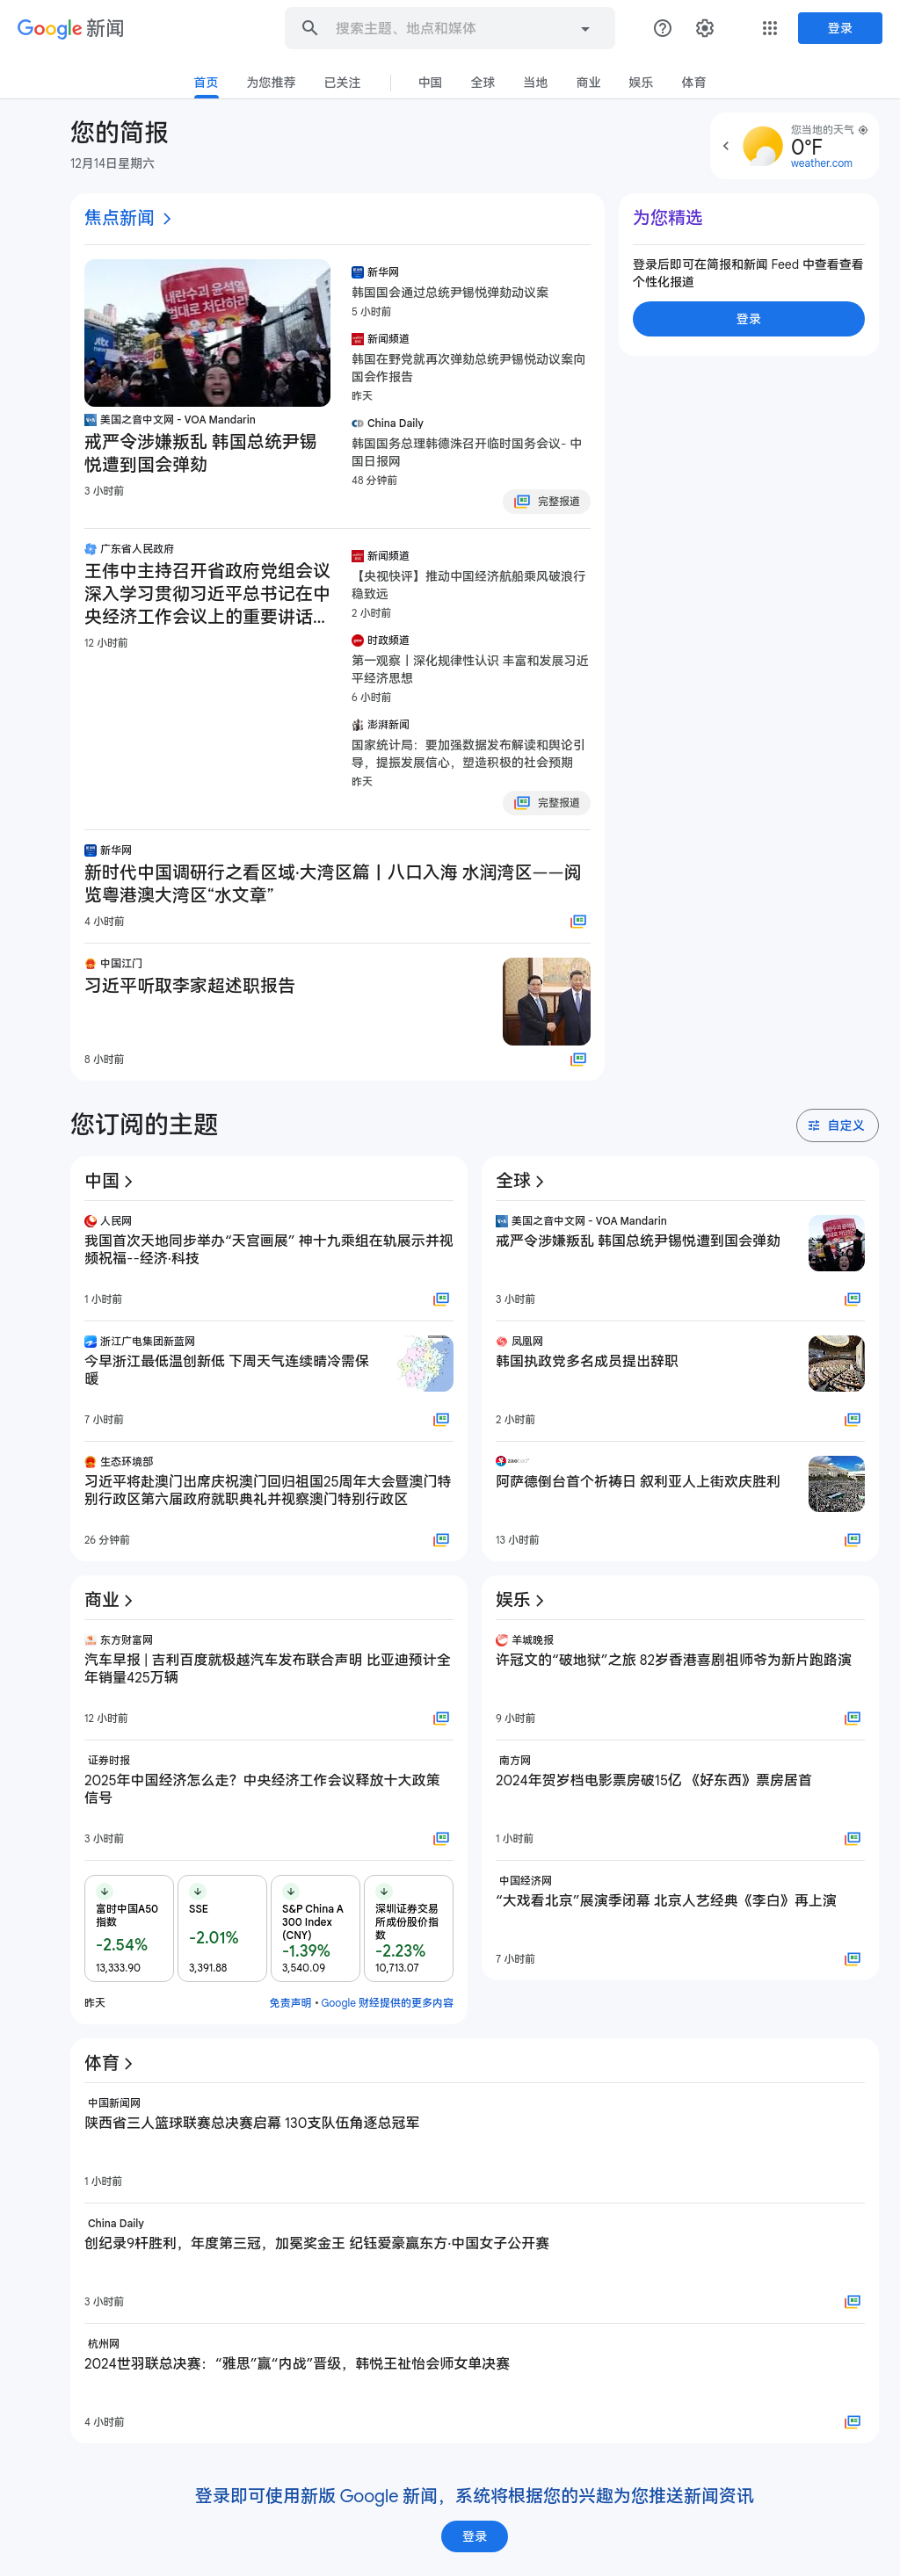 Google 新闻
搜索主题、地点和媒体
登录
首页
为您推荐
已关注
中国
全球
当地
商业
娱乐
体育
您的简报
12月14日星期六
您当地的天气
0°F
weather.com
焦点新闻
内란수괴 윤석열
법대로 처단하라!
jtbc
美国之音中文网 - VOA Mandarin
戒严令涉嫌叛乱 韩国总统尹锡
悦遭到国会弹劾
3 小时前
新华网
韩国国会通过总统尹锡悦弹劾动议案
5 小时前
新闻频道
韩国在野党就再次弹劾总统尹锡悦动议案向
国会作报告
昨天
China Daily
韩国国务总理韩德洙召开临时国务会议- 中
国日报网
48 分钟前
完整报道
为您精选
登录后即可在简报和新闻 Feed 中查看查看
个性化报道
登录
广东省人民政府
王伟中主持召开省政府党组会议
深入学习贯彻习近平总书记在中
央经济工作会议上的重要讲话...
12 小时前
新闻频道
【央视快评】推动中国经济航船乘风破浪行
稳致远
2 小时前
时政频道
第一观察丨深化规律性认识 丰富和发展习近
平经济思想
6 小时前
澎湃新闻
国家统计局：要加强数据发布解读和舆论引
导，提振发展信心，塑造积极的社会预期
昨天
完整报道
新华网
新时代中国调研行之看区域·大湾区篇丨八口入海 水润湾区——阅
览粤港澳大湾区“水文章”
4 小时前
中国江门
习近平听取李家超述职报告
8 小时前
您订阅的主题
自定义
中国
人民网
我国首次天地同步举办“天宫画展” 神十九乘组在轨展示并视
频祝福--经济·科技
1 小时前
浙江广电集团新蓝网
今早浙江最低温创新低 下周天气连续晴冷需保
暖
7 小时前
生态环境部
习近平将赴澳门出席庆祝澳门回归祖国25周年大会暨澳门特
别行政区第六届政府就职典礼并视察澳门特别行政区
26 分钟前
全球
美国之音中文网 - VOA Mandarin
戒严令涉嫌叛乱 韩国总统尹锡悦遭到国会弹劾
3 小时前
凤凰网
韩国执政党多名成员提出辞职
2 小时前
阿萨德倒台首个祈祷日 叙利亚人上街欢庆胜利
13 小时前
商业
东方财富网
汽车早报 | 吉利百度就极越汽车发布联合声明 比亚迪预计全
年销量425万辆
12 小时前
证券时报
2025年中国经济怎么走？中央经济工作会议释放十大政策
信号
3 小时前
富时中国A50
指数
-2.54%
13,333.90
SSE
-2.01%
3,391.88
S&P China A
300 Index
(CNY)
-1.39%
3,540.09
深圳证券交易
所成份股价指
数
-2.23%
10,713.07
昨天
免责声明 • Google 财经提供的更多内容
娱乐
羊城晚报
许冠文的“破地狱”之旅 82岁香港喜剧祖师爷为新片跑路演
9 小时前
南方网
2024年贺岁档电影票房破15亿 《好东西》票房居首
1 小时前
中国经济网
“大戏看北京”展演季闭幕 北京人艺经典《李白》再上演
7 小时前
体育
中国新闻网
陕西省三人篮球联赛总决赛启幕 130支队伍角逐总冠军
1 小时前
China Daily
创纪录9杆胜利，年度第三冠，加冕奖金王 纪钰爱豪赢东方·中国女子公开赛
3 小时前
杭州网
2024世羽联总决赛：“雅思”赢“内战”晋级，韩悦王祉怡会师女单决赛
4 小时前
登录即可使用新版 Google 新闻，系统将根据您的兴趣为您推送新闻资讯
登录